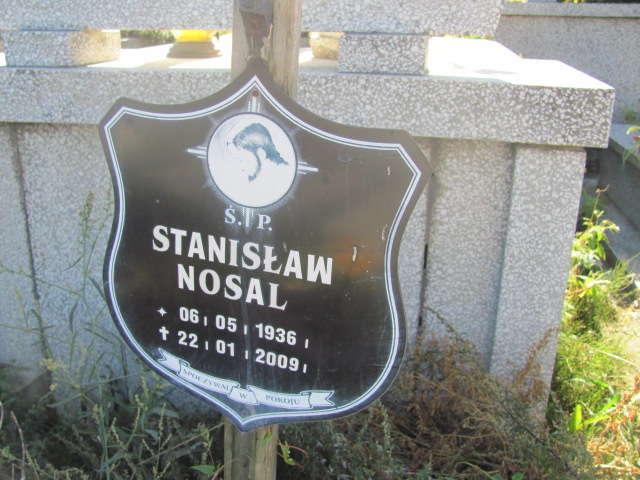 Ś. P.
STANISŁAW
NOSAL
✦ 06 05 1936
✝ 22 01 2009
SPOCZYWAJ W POKOJU